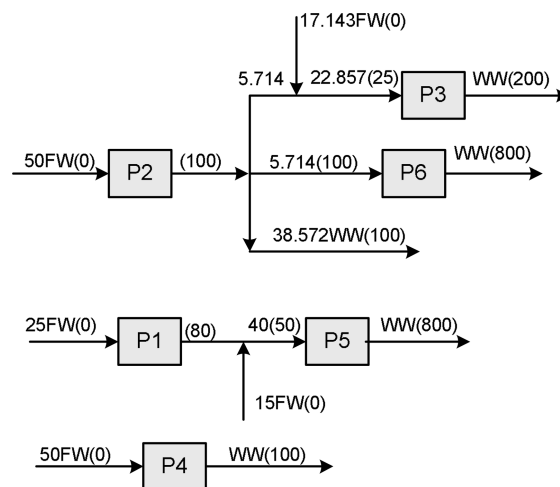 17.143FW(0)
5.714
22.857(25)
P3
WW(200)
50FW(0)
P2
(100)
5.714(100)
P6
WW(800)
38.572WW(100)
25FW(0)
P1
(80)
40(50)
P5
WW(800)
15FW(0)
50FW(0)
P4
WW(100)